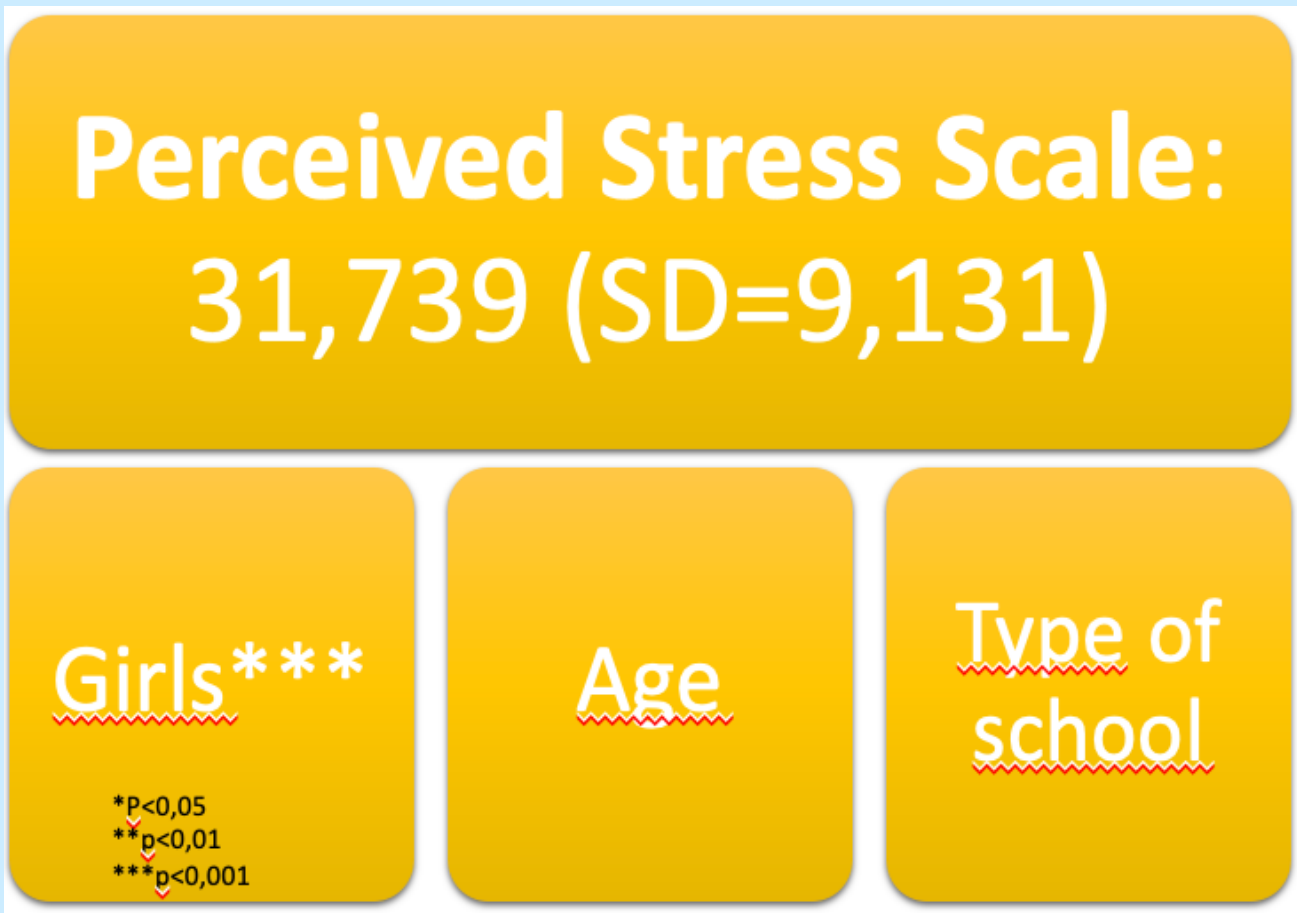 Perceived Stress Scale:
31,739 (SD=9,131)
Girls***
*P<0,05
**p<0,01
***p<0,001
Age
Type of
school